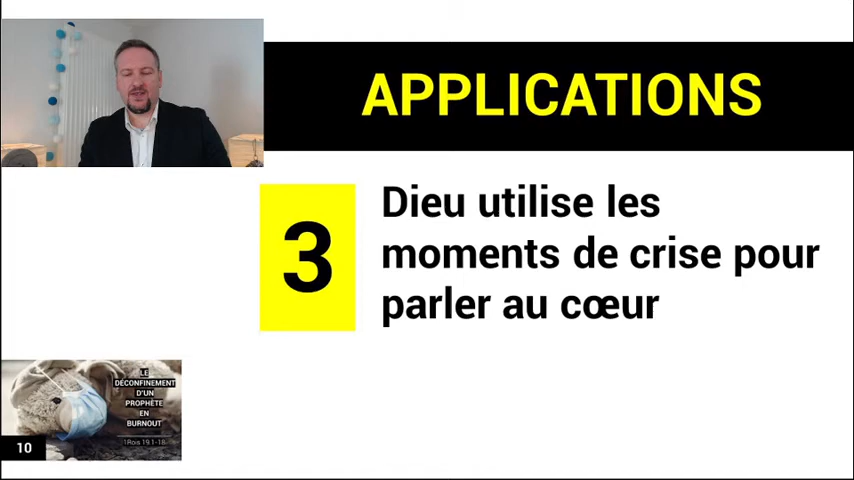 APPLICATIONS
3
Dieu utilise les
moments de crise pour
parler au cœur
LE
DÉCONFINEMENT
D'UN
PROPHÈTE
EN
BURNOUT
1Rois 19.1-18
10